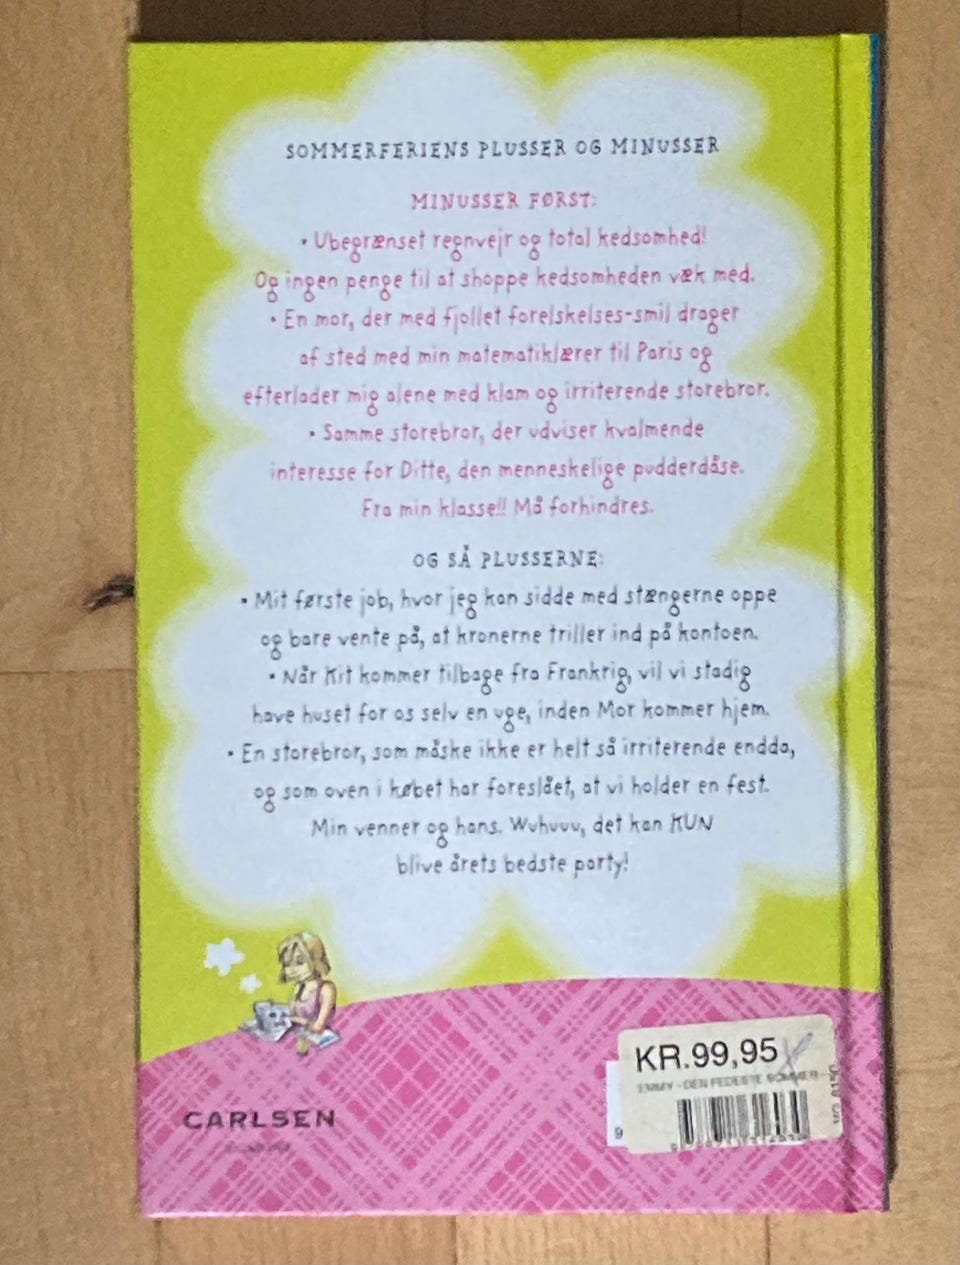 SOMMERFERIENS PLUSSER OG MINUSSER
MINUSSER FØRST:
• Ubegrænset regnvejr og total kedsomhed!
Og ingen penge til at shoppe kedsomheden væk med.
• En mor, der med fjollet forelskelses-smil drager
af sted med min matematiklærer til Paris og
efterlader mig alene med klam og irriterende storebror.
• Samme storebror, der udviser kvalmende
interesse for Ditte, den menneskelige pudderdåse.
Fra min klasse!! Må forhindres.
OG SÅ PLUSSERNE:
• Mit første job, hvor jeg kan sidde med stængerne oppe
og bare vente på, at kronerne triller ind på kontoen.
• Når Kit kommer tilbage fra Frankrig, vil vi stadig
have huset for os selv en uge, inden Mor kommer hjem.
• En storebror, som måske ikke er helt så irriterende endda,
og som oven i købet har foreslået, at vi holder en fest.
Min venner og hans. Wuhuuu, det kan KUN
blive årets bedste party!
KR.99,95
EMMY - DEN FEDESTE SOMMER
CARLSEN